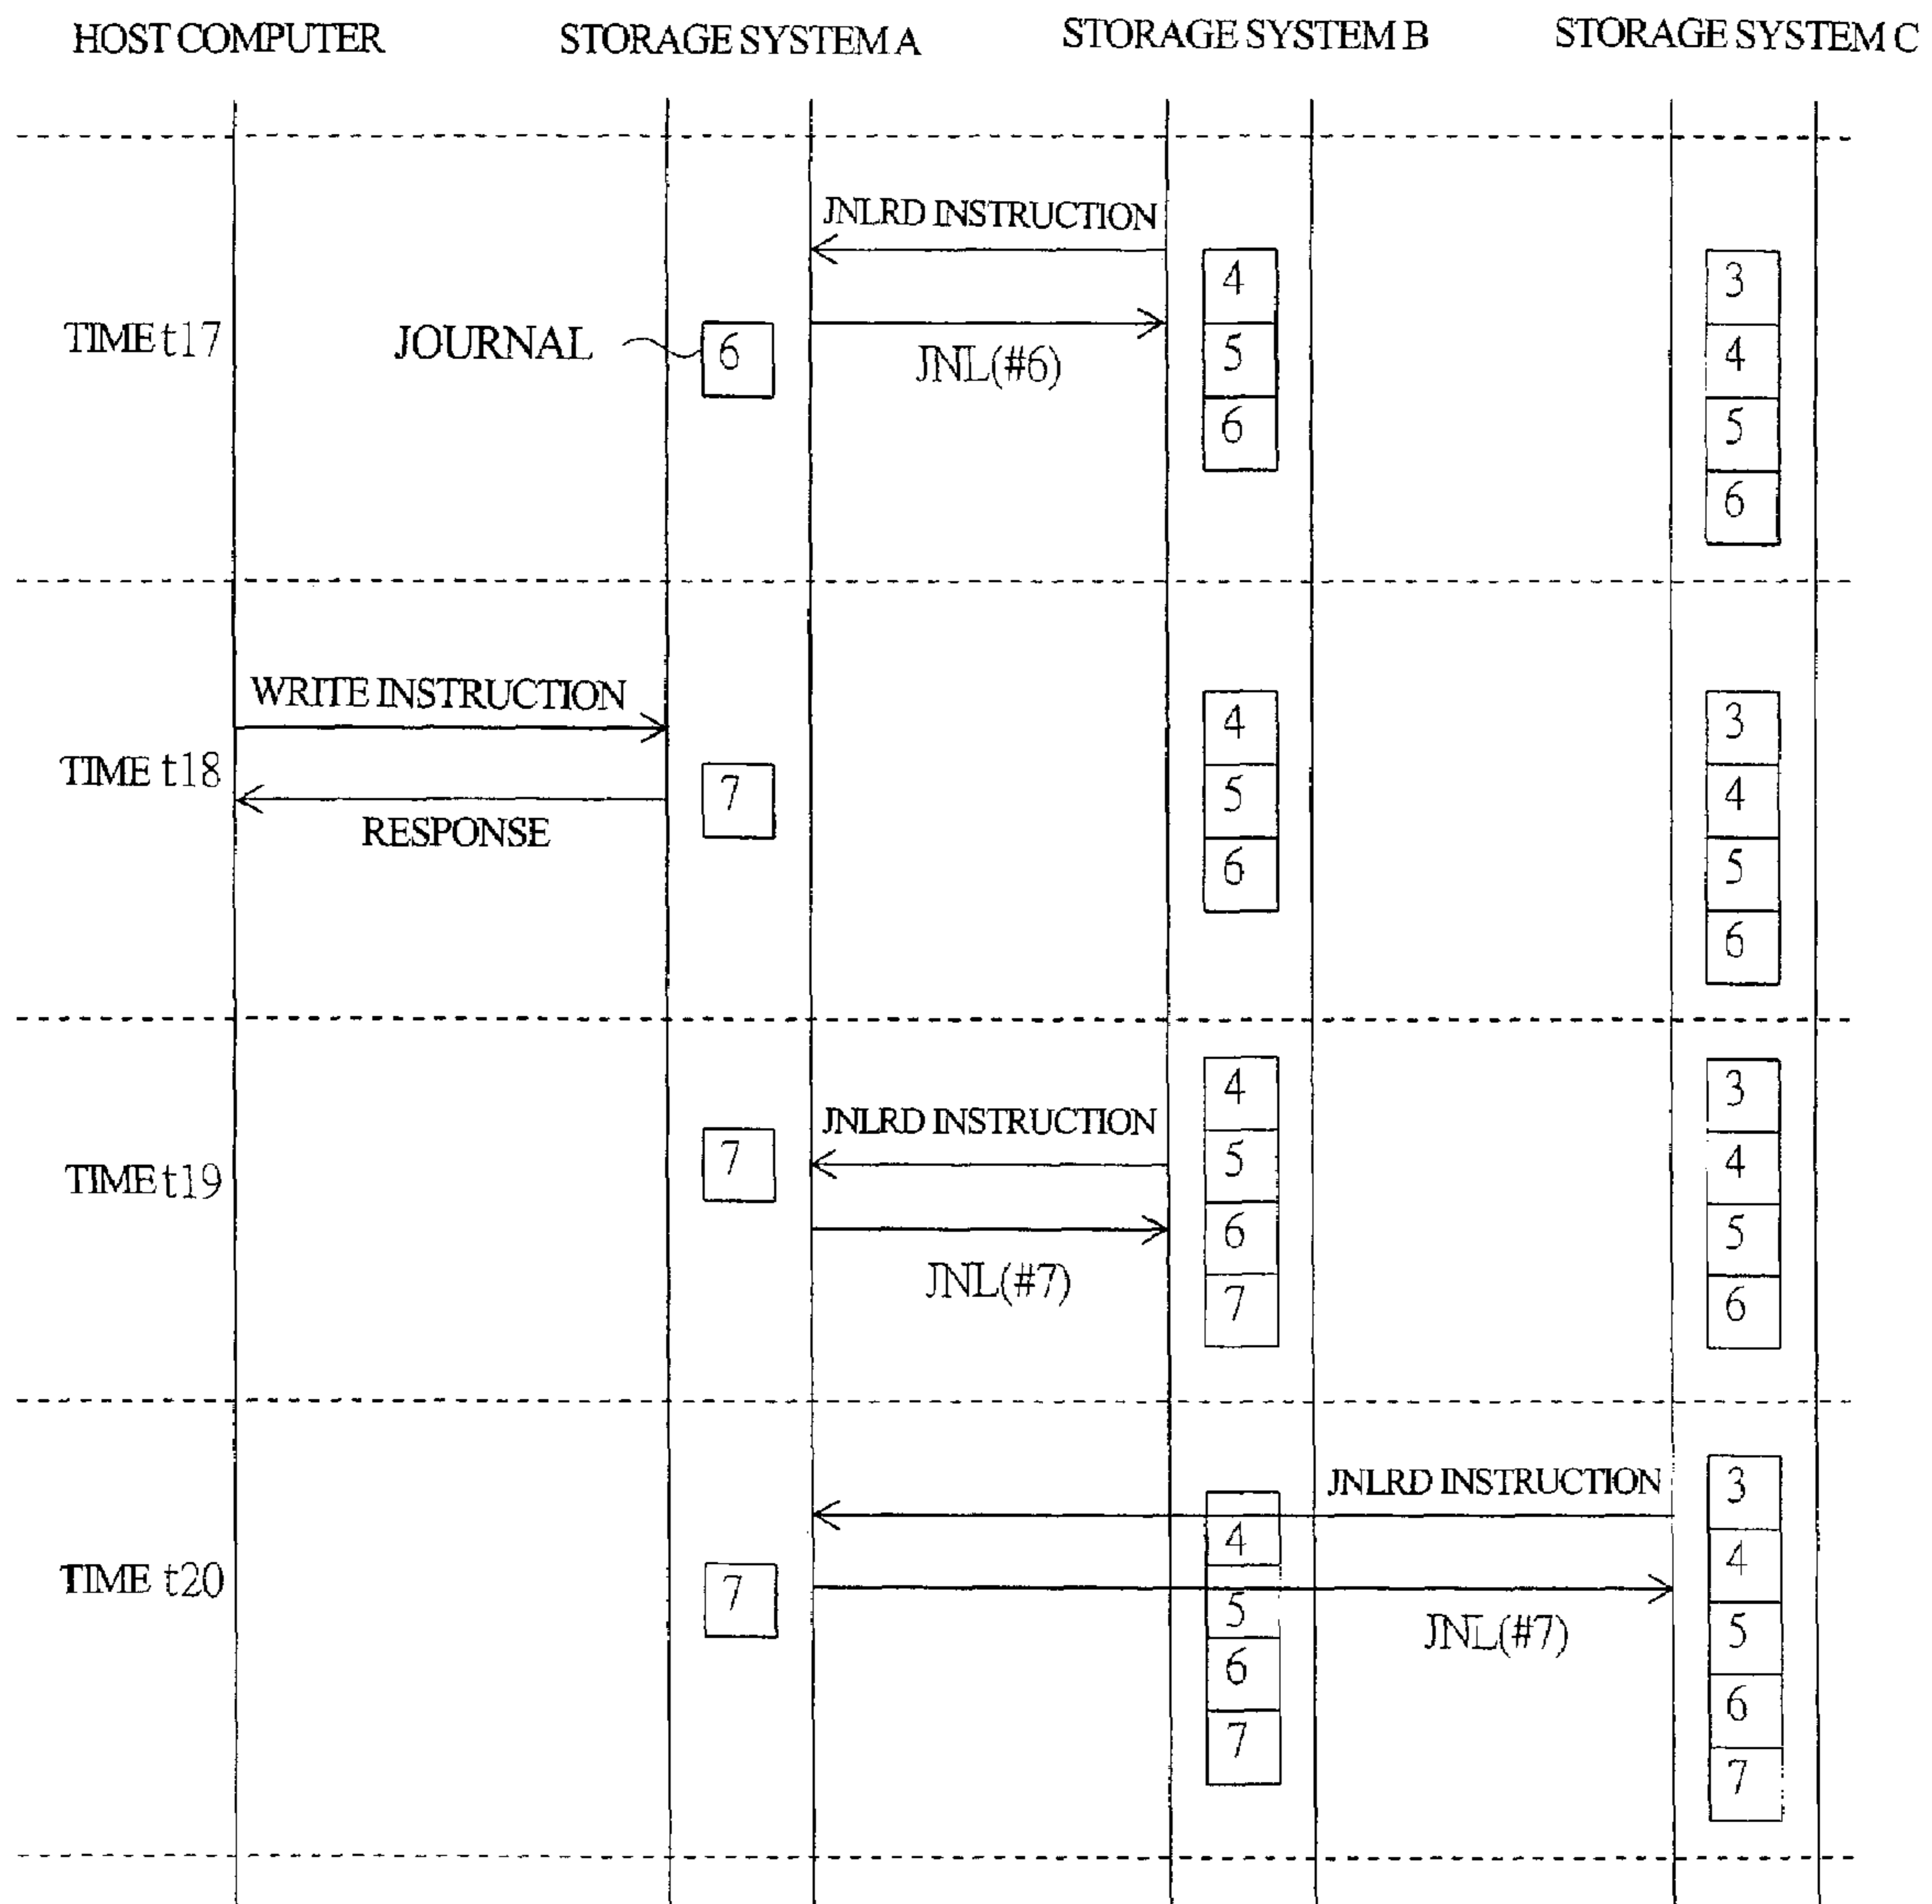 HOST COMPUTER STORAGE SYSTEM A STORAGE SYSTEM B STORAGE SYSTEM C
JNLRD INSTRUCTION
TIME t17 JOURNAL 6 JNL(#6)
4
5
6
3
4
5
6
WRITE INSTRUCTION
TIME t18 7
RESPONSE
4
5
6
3
4
5
6
JNLRD INSTRUCTION
TIME t19 7
JNL(#7)
4
5
6
7
3
4
5
6
JNLRD INSTRUCTION
TIME t20 7
JNL(#7)
4
5
6
7
3
4
5
6
7